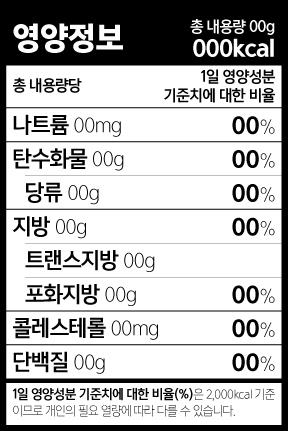 영양정보
총 내용량 00g
000kcal
총 내용량당
1일 영양성분
기준치에 대한 비율
나트륨 00mg 00%
탄수화물 00g 00%
당류 00g 00%
지방 00g 00%
트랜스지방 00g
포화지방 00g 00%
콜레스테롤 00mg 00%
단백질 00g 00%
1일 영양성분 기준치에 대한 비율(%)은 2,000kcal 기준
이므로 개인의 필요 열량에 따라 다를 수 있습니다.